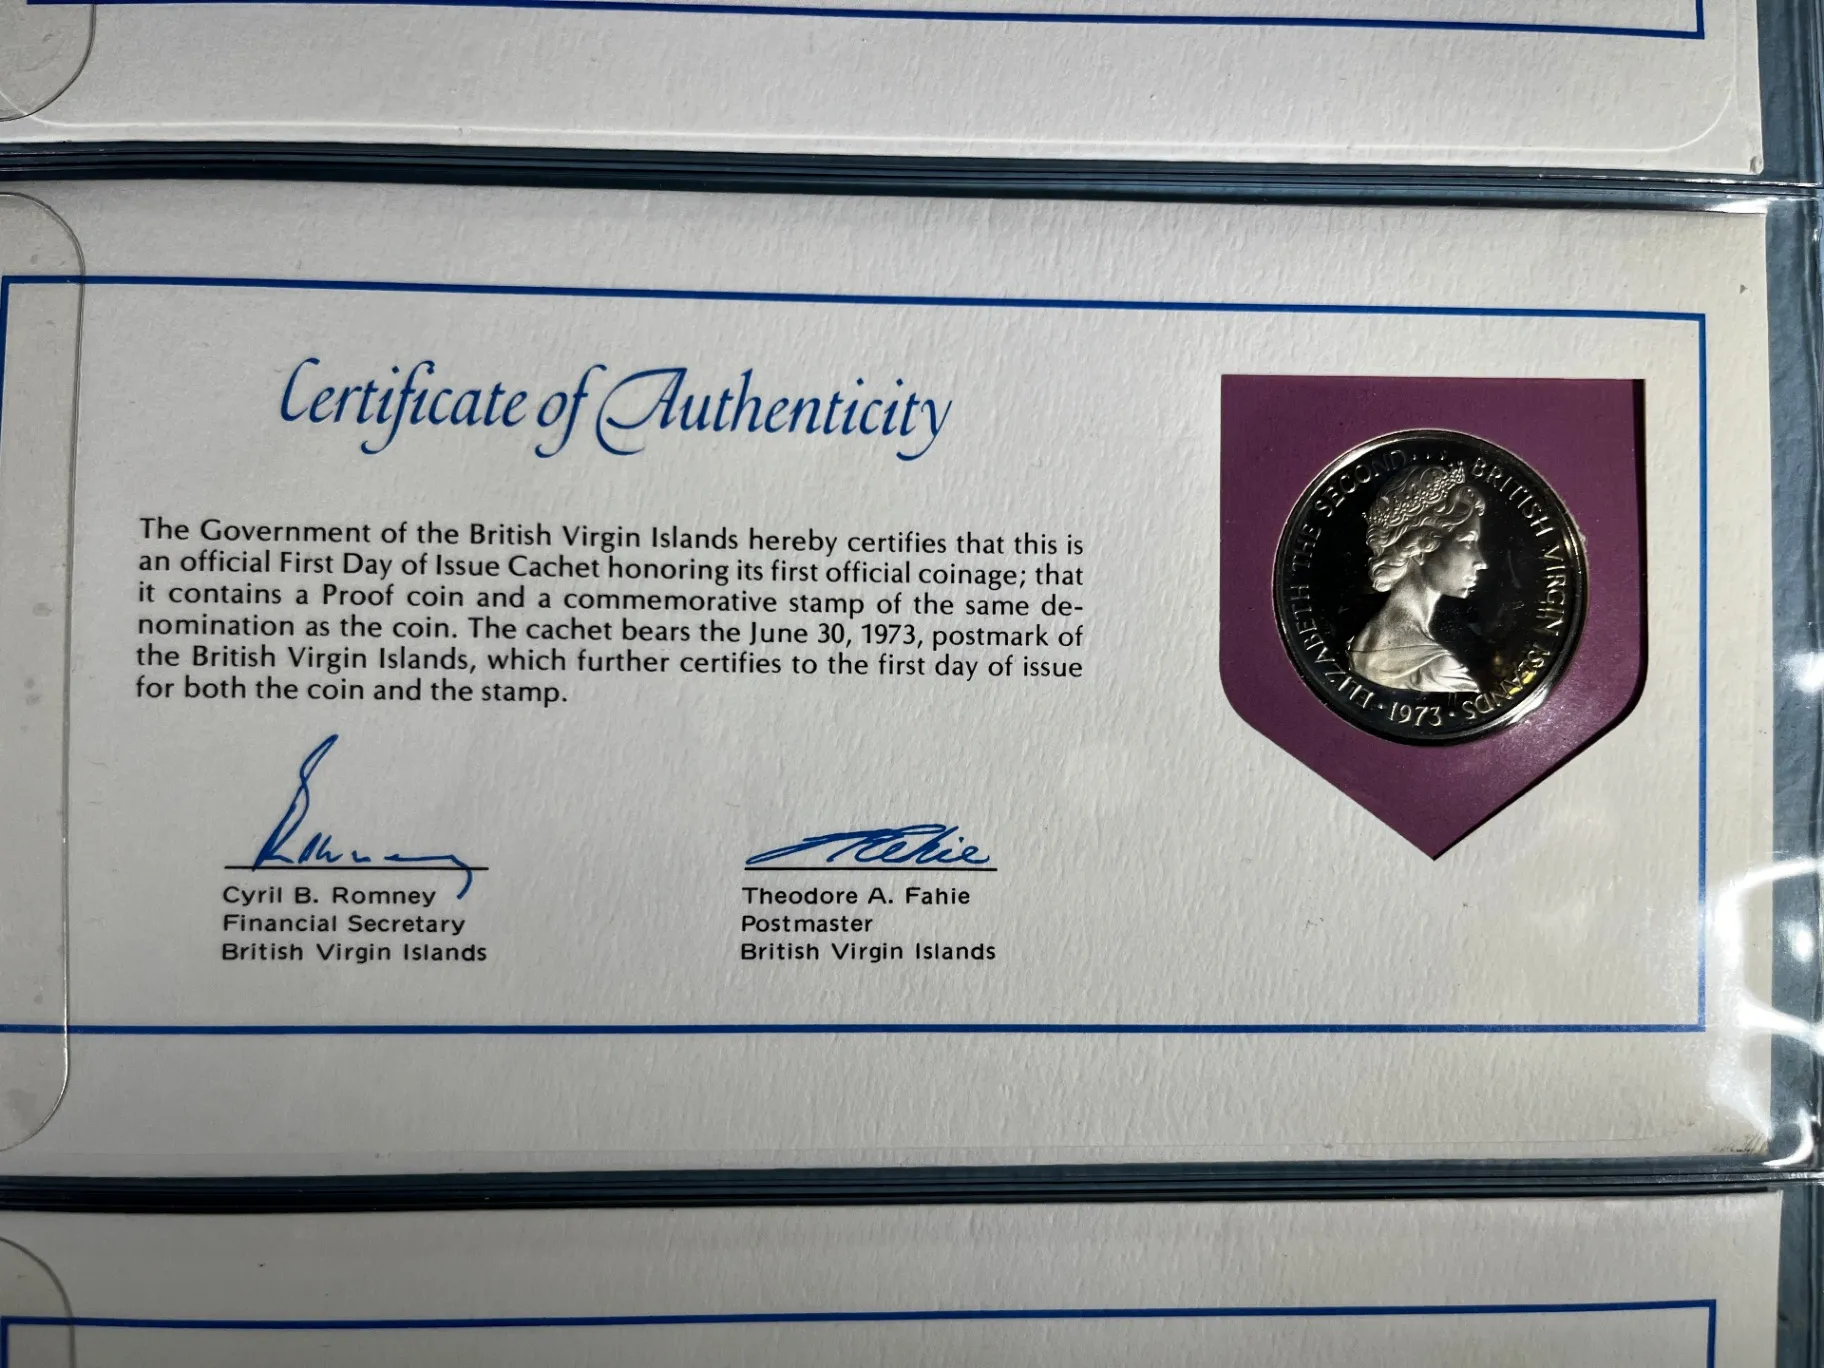 Certificate of Authenticity
The Government of the British Virgin Islands hereby certifies that this is
an official First Day of Issue Cachet honoring its first official coinage; that
it contains a Proof coin and a commemorative stamp of the same de-
nomination as the coin. The cachet bears the June 30, 1973, postmark of
the British Virgin Islands, which further certifies to the first day of issue
for both the coin and the stamp.
Romney
Cyril B. Romney
Financial Secretary
British Virgin Islands
TFahie
Theodore A. Fahie
Postmaster
British Virgin Islands
ELIZABETH THE SECOND.... BRITISH VIRGIN ISLANDS · 1973 ·